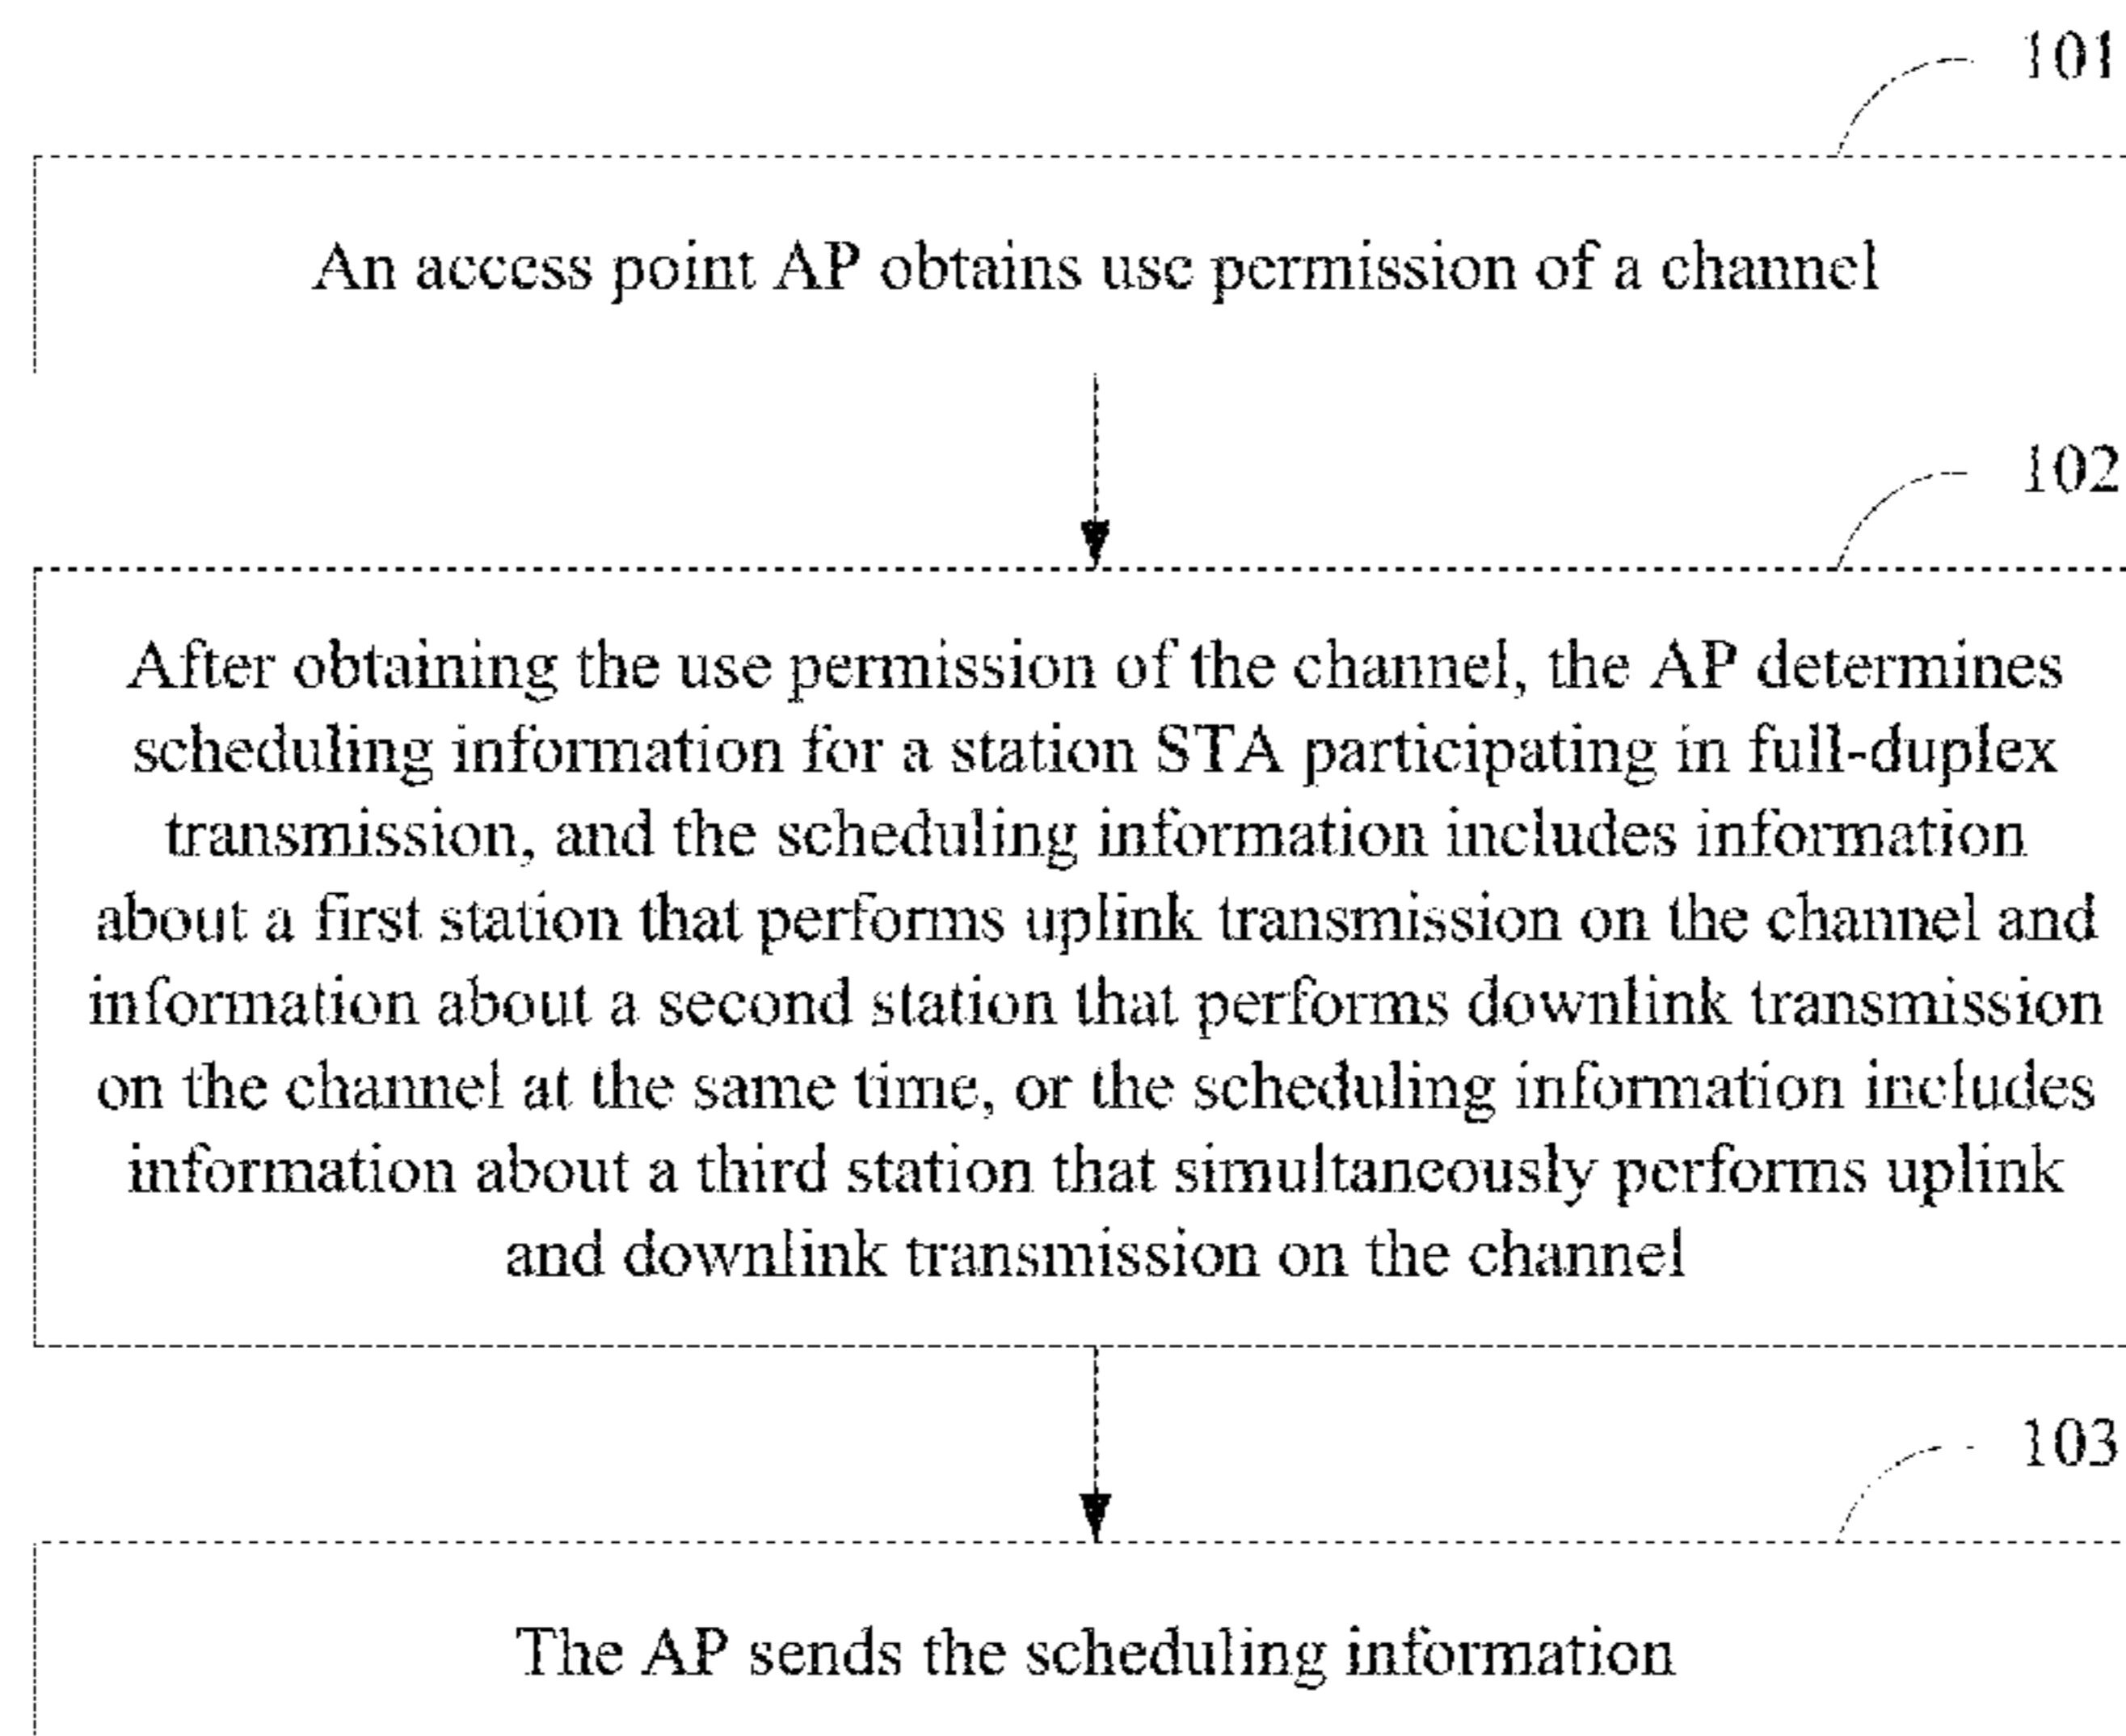 101
An access point AP obtains use permission of a channel
102
After obtaining the use permission of the channel, the AP determines
scheduling information for a station STA participating in full-duplex
transmission, and the scheduling information includes information
about a first station that performs uplink transmission on the channel and
information about a second station that performs downlink transmission
on the channel at the same time, or the scheduling information includes
information about a third station that simultaneously performs uplink
and downlink transmission on the channel
103
The AP sends the scheduling information